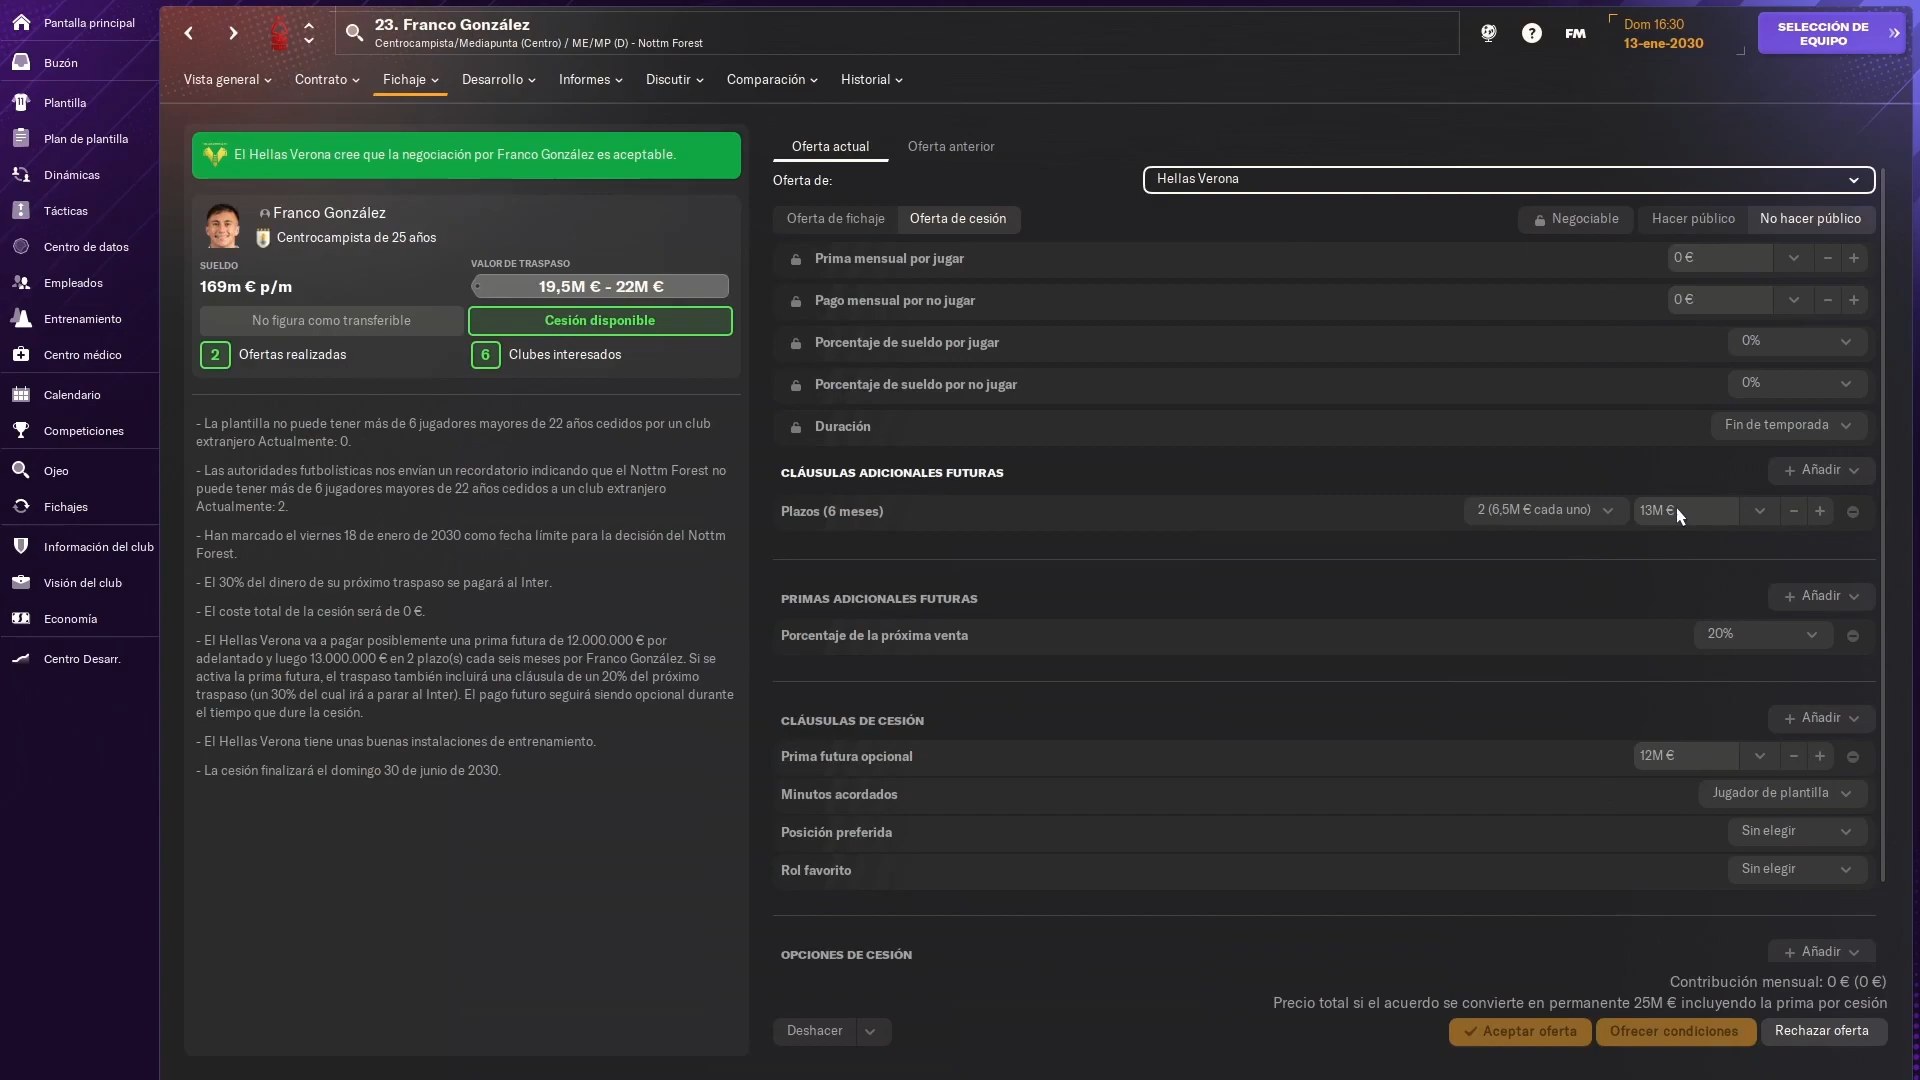 Pantalla principal
Buzón
Plantilla
Plan de plantilla
Dinámicas
Tácticas
Centro de datos
Empleados
Entrenamiento
Centro médico
Calendario
Competiciones
Ojeo
Fichajes
Información del club
Visión del club
Economía
Centro Desarr.
23. Franco González
Centrocampista/Mediapunta (Centro) / ME/MP (D) - Nottm Forest
FM
Dom 16:30
13-ene-2030
SELECCIÓN DE
EQUIPO
Vista general Contrato Fichaje Desarrollo Informes Discutir Comparación Historial
El Hellas Verona cree que la negociación por Franco González es aceptable.
Franco González
Centrocampista de 25 años
SUELDO
169m € p/m
VALOR DE TRASPASO
19,5M € - 22M €
No figura como transferible
Cesión disponible
2 Ofertas realizadas
6 Clubes interesados
- La plantilla no puede tener más de 6 jugadores mayores de 22 años cedidos por un club
extranjero Actualmente: 0.
- Las autoridades futbolísticas nos envían un recordatorio indicando que el Nottm Forest no
puede tener más de 6 jugadores mayores de 22 años cedidos a un club extranjero
Actualmente: 2.
- Han marcado el viernes 18 de enero de 2030 como fecha límite para la decisión del Nottm
Forest.
- El 30% del dinero de su próximo traspaso se pagará al Inter.
- El coste total de la cesión será de 0 €.
- El Hellas Verona va a pagar posiblemente una prima futura de 12.000.000 € por
adelantado y luego 13.000.000 € en 2 plazo(s) cada seis meses por Franco González. Si se
activa la prima futura, el traspaso también incluirá una cláusula de un 20% del próximo
traspaso (un 30% del cual irá a parar al Inter). El pago futuro seguirá siendo opcional durante
el tiempo que dure la cesión.
- El Hellas Verona tiene unas buenas instalaciones de entrenamiento.
- La cesión finalizará el domingo 30 de junio de 2030.
Oferta actual Oferta anterior
Oferta de: Hellas Verona
Oferta de fichaje Oferta de cesión Negociable Hacer público No hacer público
Prima mensual por jugar 0 €
Pago mensual por no jugar 0 €
Porcentaje de sueldo por jugar 0%
Porcentaje de sueldo por no jugar 0%
Duración Fin de temporada
CLÁUSULAS ADICIONALES FUTURAS + Añadir
Plazos (6 meses) 2 (6,5M € cada uno) 13M €
PRIMAS ADICIONALES FUTURAS + Añadir
Porcentaje de la próxima venta 20%
CLÁUSULAS DE CESIÓN + Añadir
Prima futura opcional 12M €
Minutos acordados Jugador de plantilla
Posición preferida Sin elegir
Rol favorito Sin elegir
OPCIONES DE CESIÓN + Añadir
Contribución mensual: 0 € (0 €)
Precio total si el acuerdo se convierte en permanente 25M € incluyendo la prima por cesión
Deshacer Aceptar oferta Ofrecer condiciones Rechazar oferta